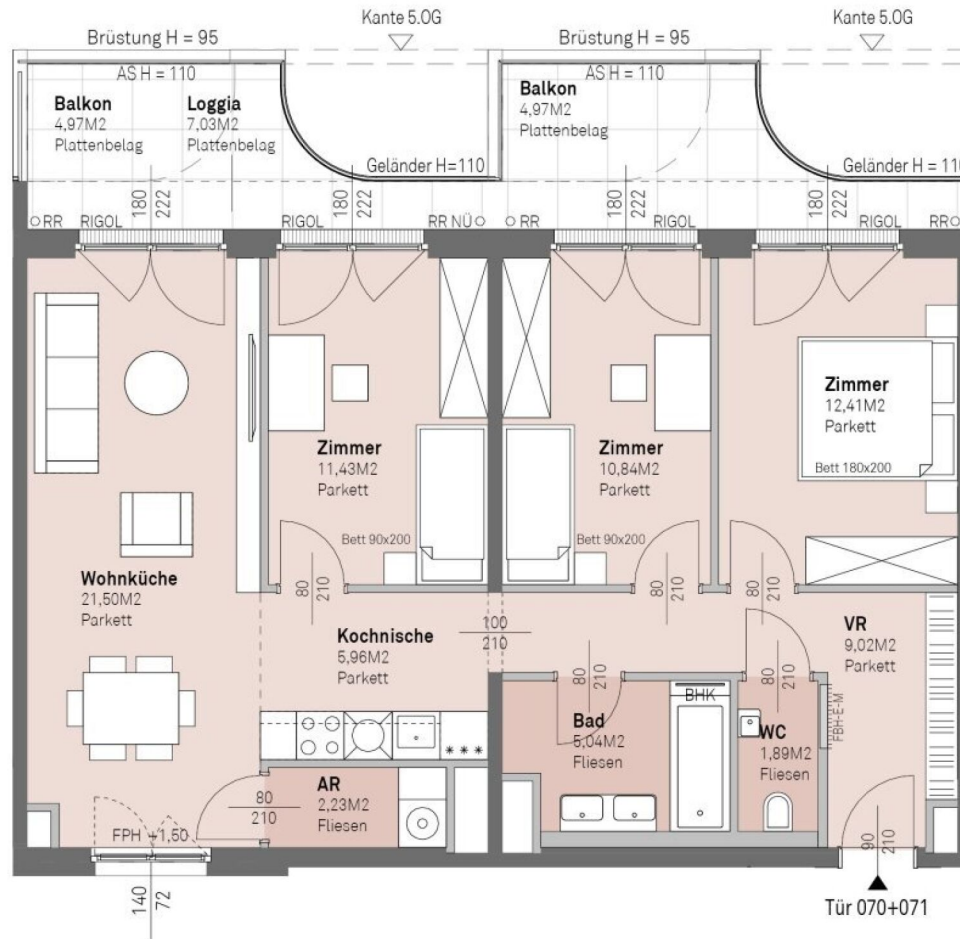 Kante 5.OG
Kante 5.OG
Brüstung H = 95
Brüstung H = 95
AS H = 110
AS H = 110
Balkon
4,97M2
Plattenbelag
Loggia
7,03M2
Plattenbelag
Balkon
4,97M2
Plattenbelag
Geländer H=110
Geländer H=110
180
222
180
222
180
222
180
222
RR
RIGOL
RIGOL
RR NÜ
RR
RIGOL
RIGOL
RR
Zimmer
11,43M2
Parkett
Zimmer
10,84M2
Parkett
Zimmer
12,41M2
Parkett
Bett 180x200
Bett 90x200
Bett 90x200
Wohnküche
21,50M2
Parkett
80
210
80
210
80
210
Kochnische
5,96M2
Parkett
100
210
VR
9,02M2
Parkett
80
210
80
210
BHK
Bad
5,04M2
Fliesen
WC
1,89M2
Fliesen
FBH-E-M
AR
2,23M2
Fliesen
80
210
FPH +1,50
90
210
140
72
Tür 070+071